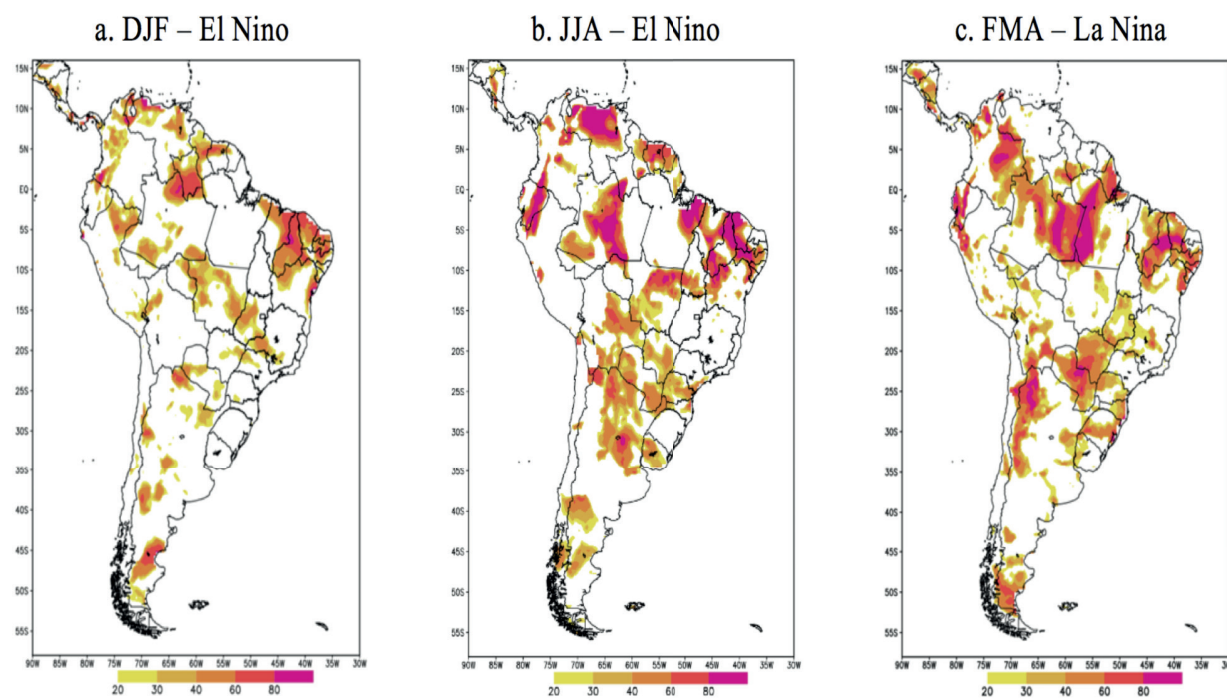 a. DJF – El Nino
b. JJA – El Nino
c. FMA – La Nina
15N
10N
5N
EQ
5S
10S
15S
20S
25S
30S
35S
40S
45S
50S
55S
90W 85W 80W 75W 70W 65W 60W 55W 50W 45W 40W 35W 30W
20 30 40 60 80
15N
10N
5N
EQ
5S
10S
15S
20S
25S
30S
35S
40S
45S
50S
55S
90W 85W 80W 75W 70W 65W 60W 55W 50W 45W 40W 35W 30W
20 30 40 60 80
15N
10N
5N
EQ
5S
10S
15S
20S
25S
30S
35S
40S
45S
50S
55S
90W 85W 80W 75W 70W 65W 60W 55W 50W 45W 40W 35W 30W
20 30 40 60 80